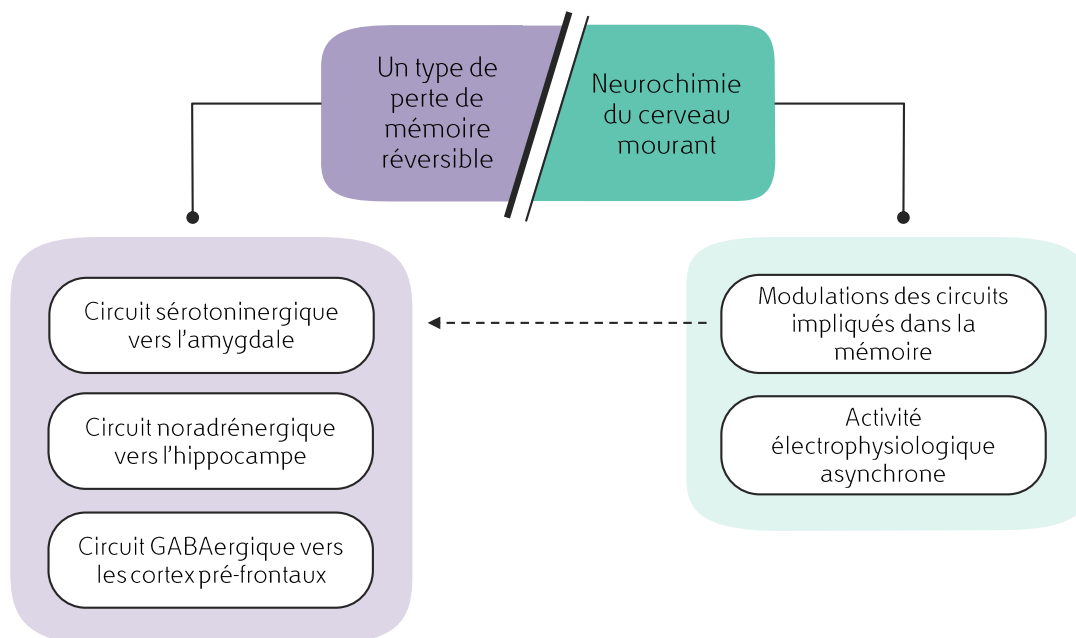 Un type de
perte de
mémoire
réversible
Neurochimie
du cerveau
mourant
Circuit sérotoninergique
vers l'amygdale
Circuit noradrénergique
vers l'hippocampe
Circuit GABAergique vers
les cortex pré-frontaux
Modulations des circuits
impliqués dans la
mémoire
Activité
électrophysiologique
asynchrone